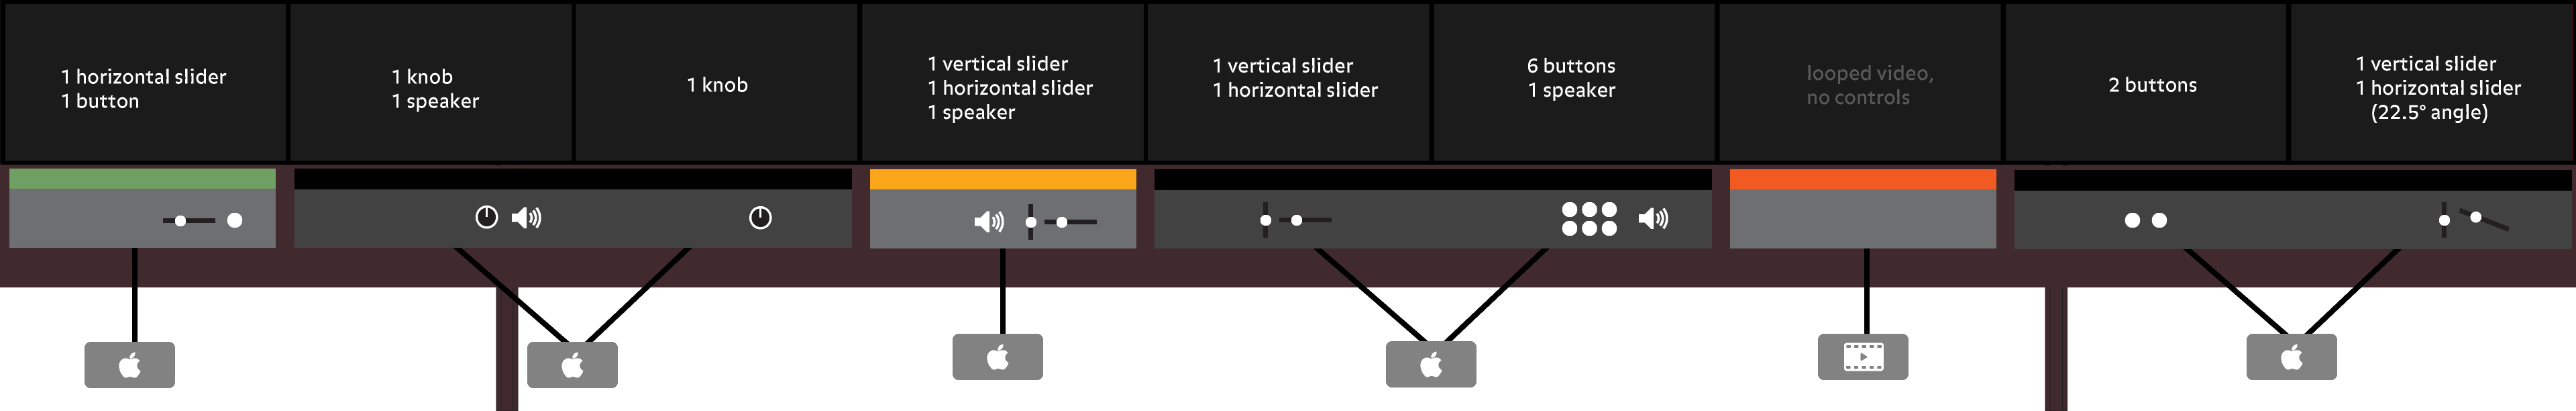 1 horizontal slider
1 button
1 knob
1 speaker
1 knob
1 vertical slider
1 horizontal slider
1 speaker
1 vertical slider
1 horizontal slider
6 buttons
1 speaker
looped video,
no controls
2 buttons
1 vertical slider
1 horizontal slider
(22.5° angle)